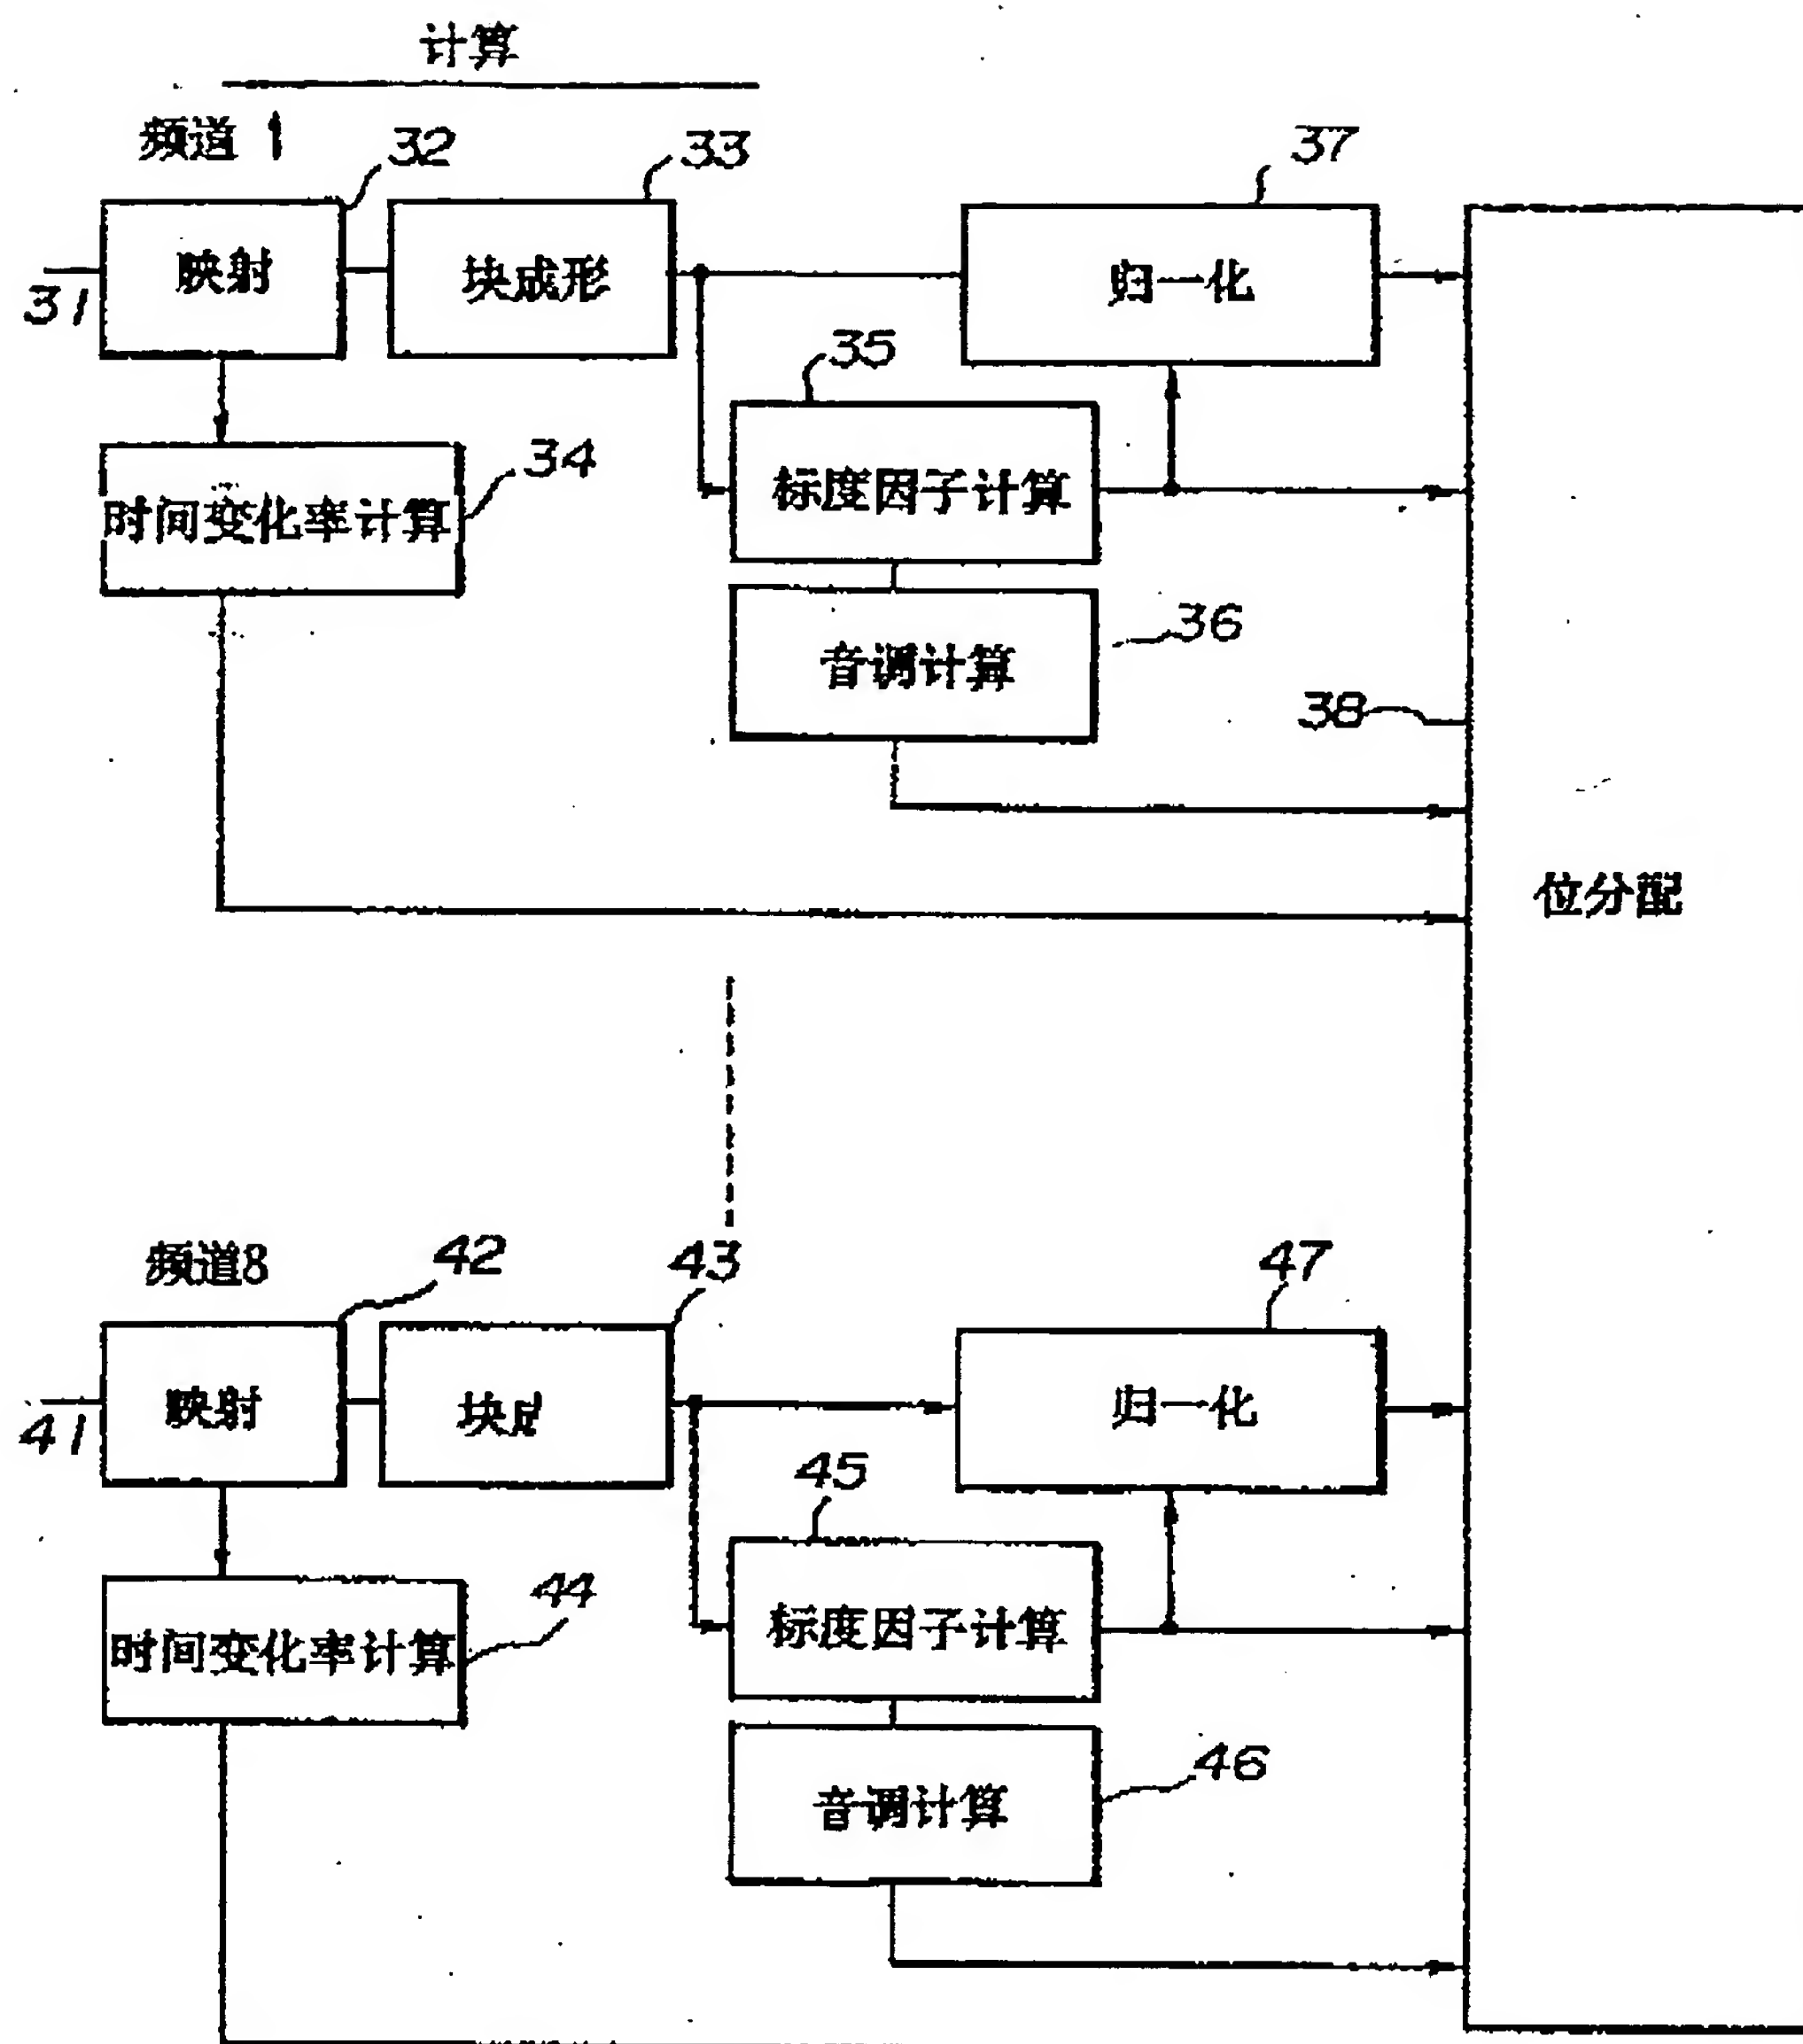 计算
频道 1
32
33
37
映射
块成形
归一化
31
35
34
标度因子计算
时间变化率计算
36
音调计算
38
位分配
频道8
42
43
47
映射
块成
归一化
41
45
44
标度因子计算
时间变化率计算
46
音调计算